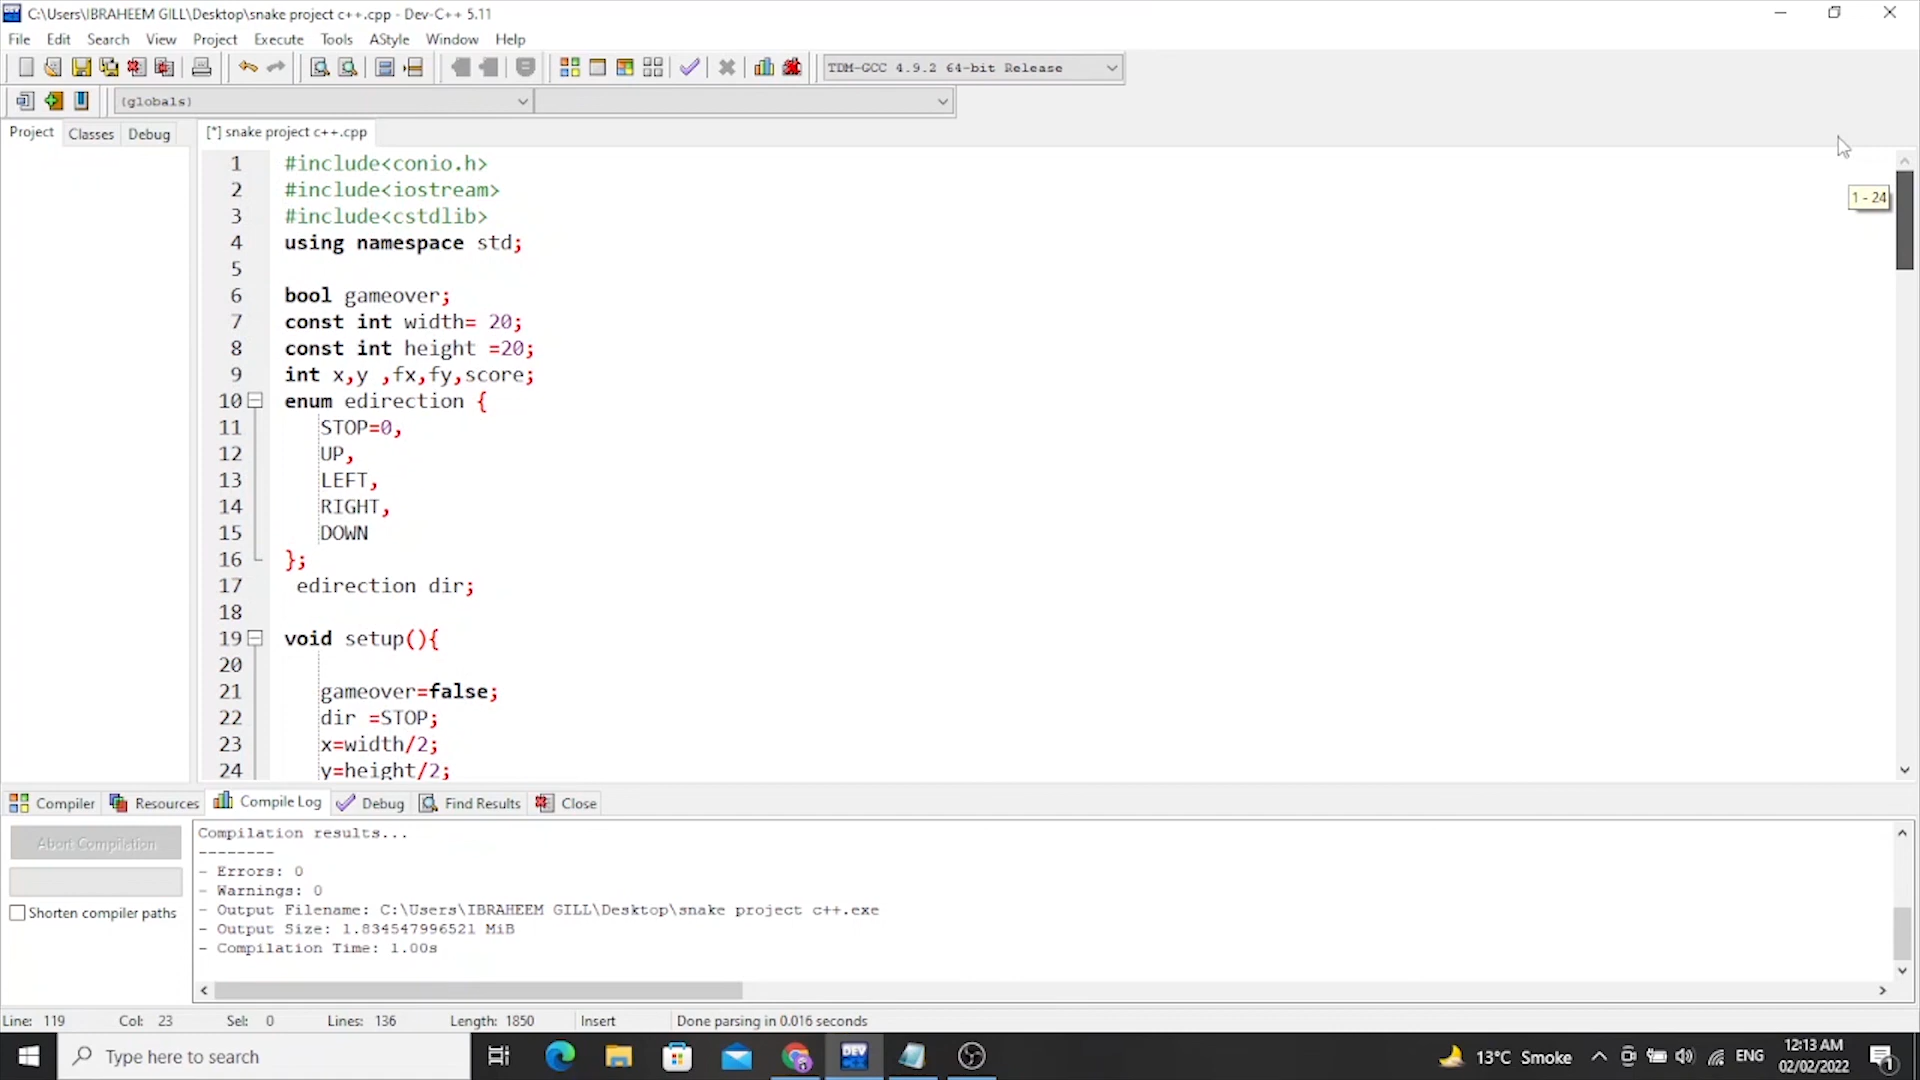 C:\Users\IBRAHEEM GILL\Desktop\snake project c++.cpp - Dev-C++ 5.11
File Edit Search View Project Execute Tools AStyle Window Help
TDM-GCC 4.9.2 64-bit Release
(globals)
Project Classes Debug
[*] snake project c++.cpp
1 #include<conio.h>
2 #include<iostream>
3 #include<cstdlib>
4 using namespace std;
5
6 bool gameover;
7 const int width= 20;
8 const int height =20;
9 int x,y ,fx,fy,score;
10 enum edirection {
11 STOP=0,
12 UP,
13 LEFT,
14 RIGHT,
15 DOWN
16 };
17 edirection dir;
18
19 void setup(){
20
21 gameover=false;
22 dir =STOP;
23 x=width/2;
24 y=height/2;
1 - 24
Compiler Resources Compile Log Debug Find Results Close
Abort Compilation
Shorten compiler paths
Compilation results...
--------
- Errors: 0
- Warnings: 0
- Output Filename: C:\Users\IBRAHEEM GILL\Desktop\snake project c++.exe
- Output Size: 1.834547996521 MiB
- Compilation Time: 1.00s
Line: 119 Col: 23 Sel: 0 Lines: 136 Length: 1850 Insert Done parsing in 0.016 seconds
Type here to search
DEV
13°C Smoke
ENG
12:13 AM
02/02/2022
1